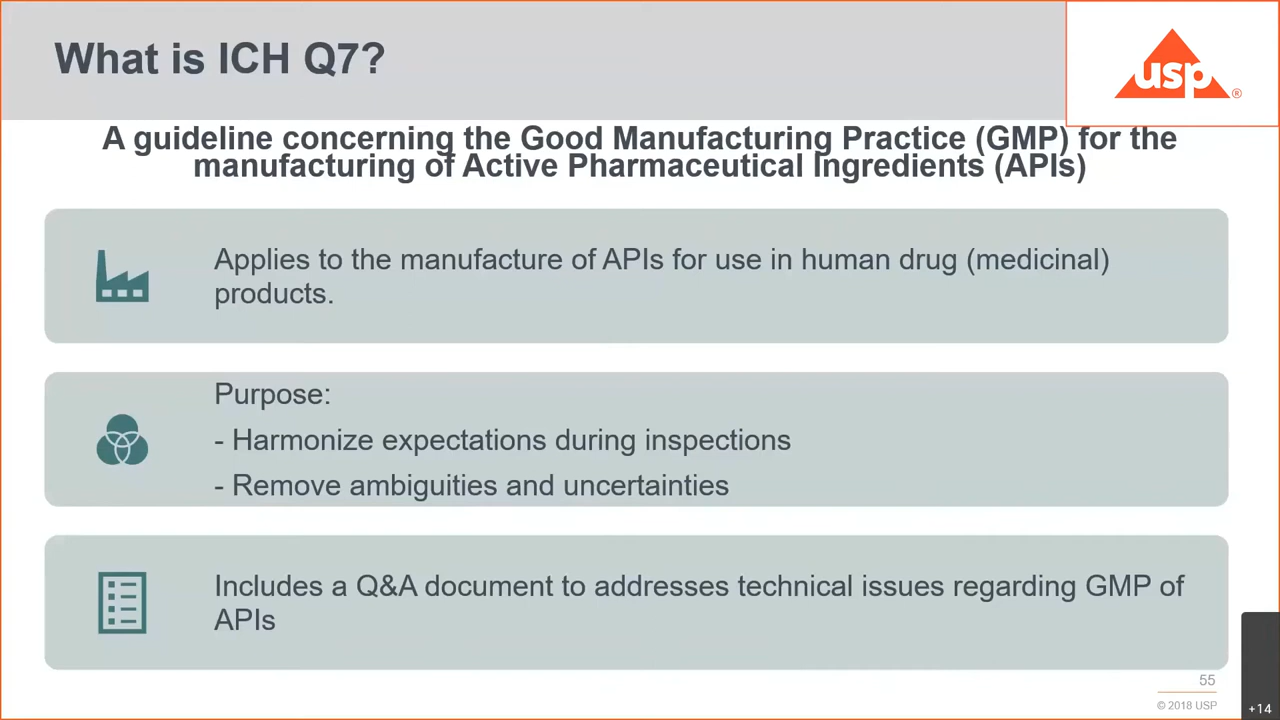 What is ICH Q7?
usp
®
A guideline concerning the Good Manufacturing Practice (GMP) for the
manufacturing of Active Pharmaceutical Ingredients (APIs)
Applies to the manufacture of APIs for use in human drug (medicinal)
products.
Purpose:
- Harmonize expectations during inspections
- Remove ambiguities and uncertainties
Includes a Q&A document to addresses technical issues regarding GMP of
APIs
55
© 2018 USP
+14